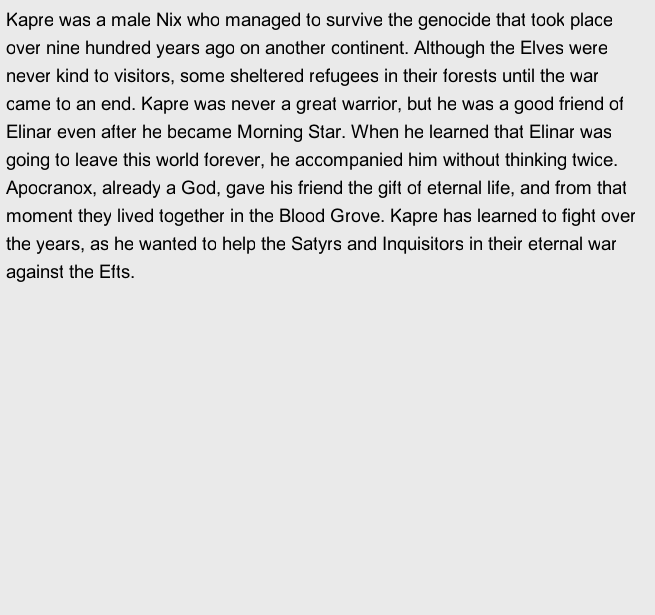 Kapre was a male Nix who managed to survive the genocide that took place
over nine hundred years ago on another continent. Although the Elves were
never kind to visitors, some sheltered refugees in their forests until the war
came to an end. Kapre was never a great warrior, but he was a good friend of
Elinar even after he became Morning Star. When he learned that Elinar was
going to leave this world forever, he accompanied him without thinking twice.
Apocranox, already a God, gave his friend the gift of eternal life, and from that
moment they lived together in the Blood Grove. Kapre has learned to fight over
the years, as he wanted to help the Satyrs and Inquisitors in their eternal war
against the Efts.